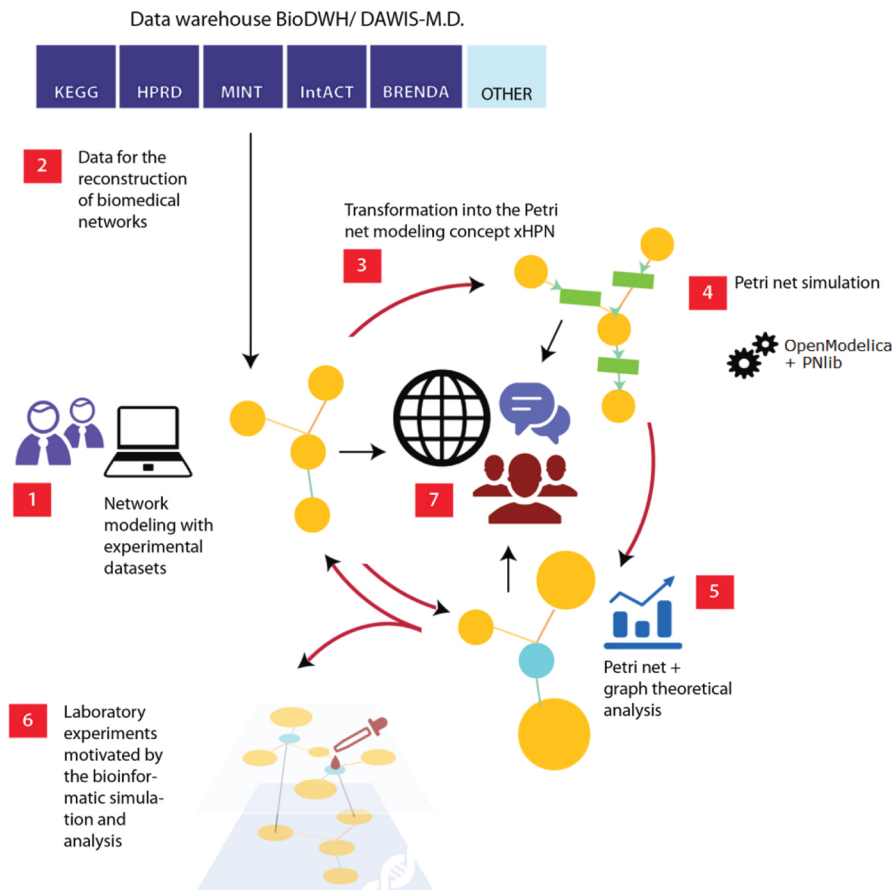 Data warehouse BioDWH/ DAWIS-M.D.
KEGG HPRD MINT IntACT BRENDA OTHER
2
Data for the
reconstruction
of biomedical
networks
Transformation into the Petri
net modeling concept xHPN
3
4
Petri net simulation
OpenModelica
+ PNlib
1
Network
modeling with
experimental
datasets
7
5
Petri net +
graph theoretical
analysis
6
Laboratory
experiments
motivated by
the bioinfor-
matic simula-
tion and
analysis